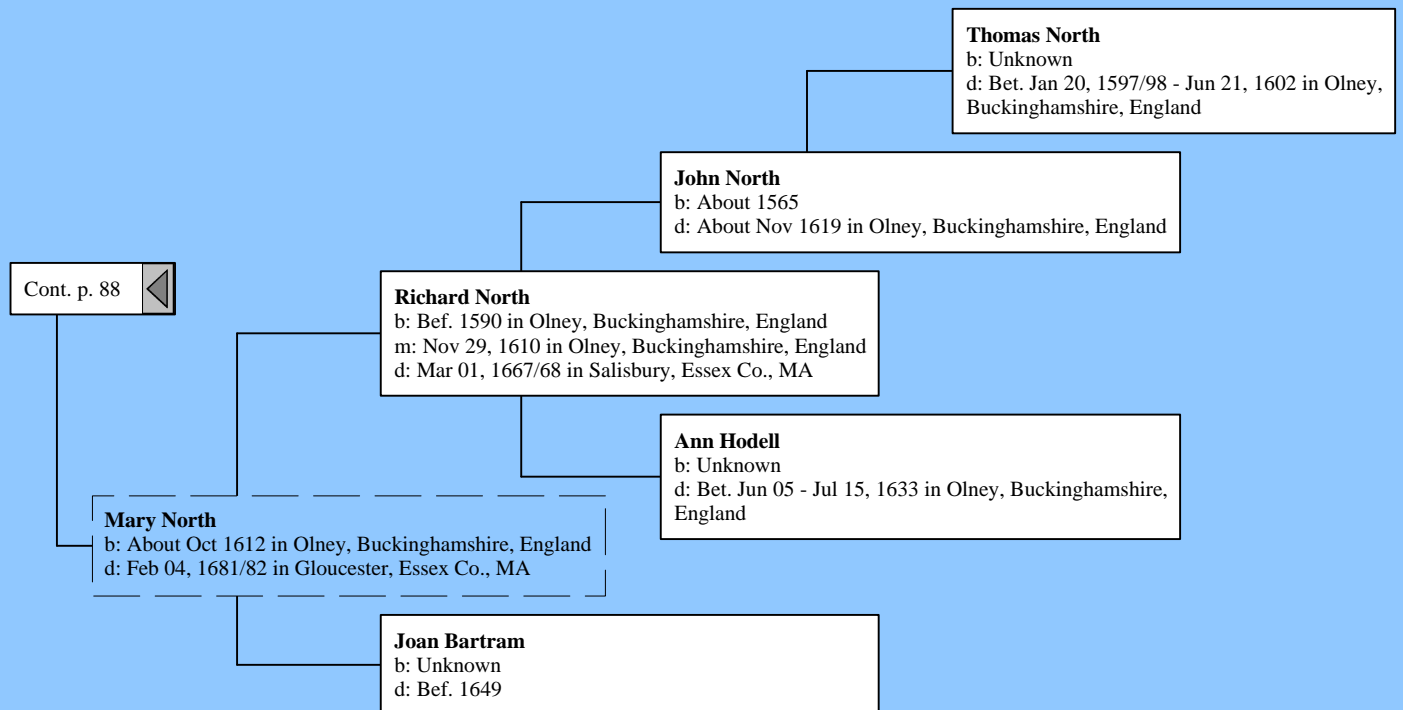 Thomas North
b: Unknown
d: Bet. Jan 20, 1597/98 - Jun 21, 1602 in Olney,
Buckinghamshire, England
John North
b: About 1565
d: About Nov 1619 in Olney, Buckinghamshire, England
Cont. p. 88
Richard North
b: Bef. 1590 in Olney, Buckinghamshire, England
m: Nov 29, 1610 in Olney, Buckinghamshire, England
d: Mar 01, 1667/68 in Salisbury, Essex Co., MA
Ann Hodell
b: Unknown
d: Bet. Jun 05 - Jul 15, 1633 in Olney, Buckinghamshire,
England
Mary North
b: About Oct 1612 in Olney, Buckinghamshire, England
d: Feb 04, 1681/82 in Gloucester, Essex Co., MA
Joan Bartram
b: Unknown
d: Bef. 1649